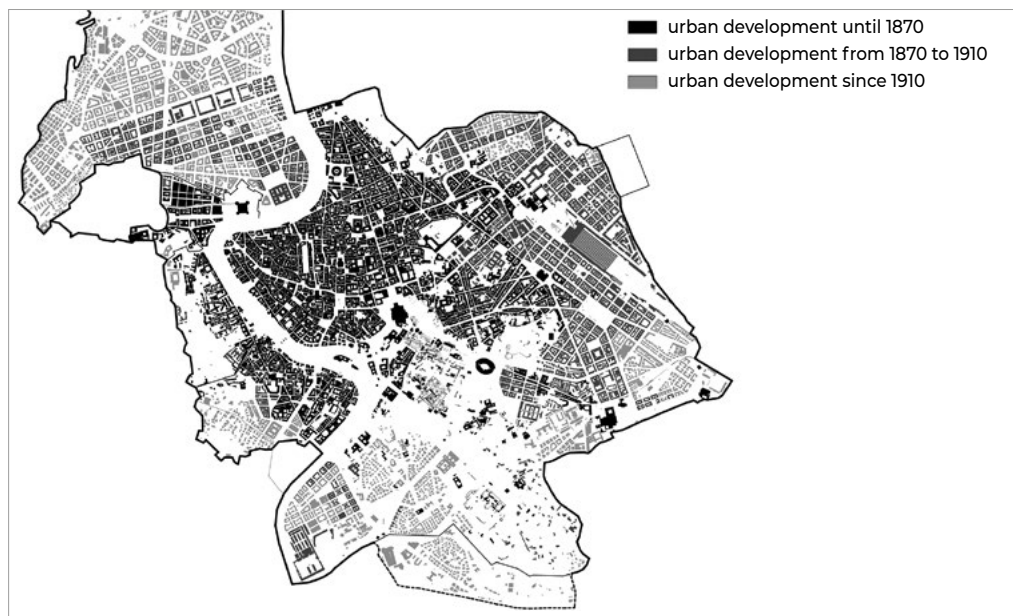 urban development until 1870
urban development from 1870 to 1910
urban development since 1910